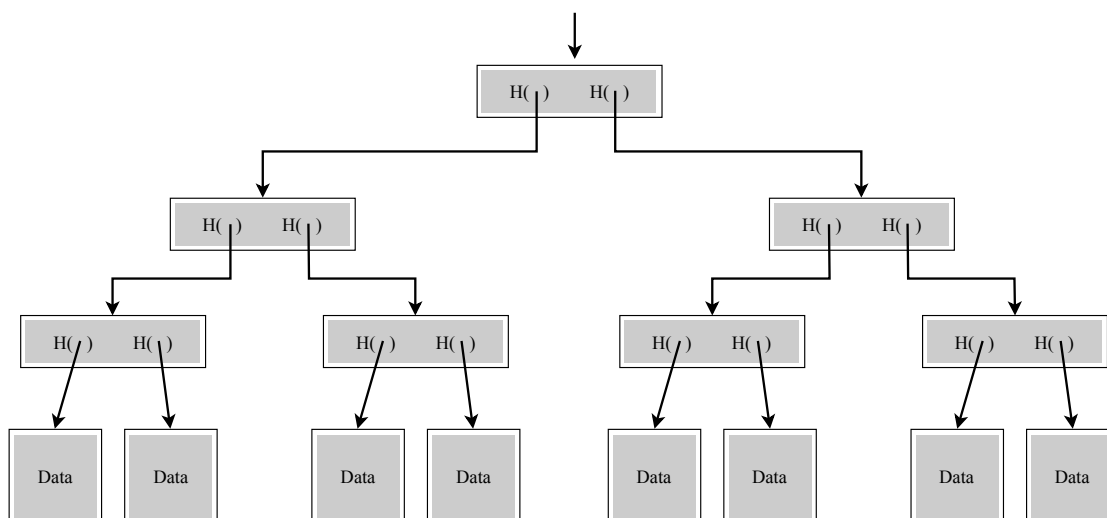 H( ) H( )
H( ) H( ) H( ) H( )
H( ) H( ) H( ) H( ) H( ) H( ) H( ) H( )
Data Data Data Data Data Data Data Data